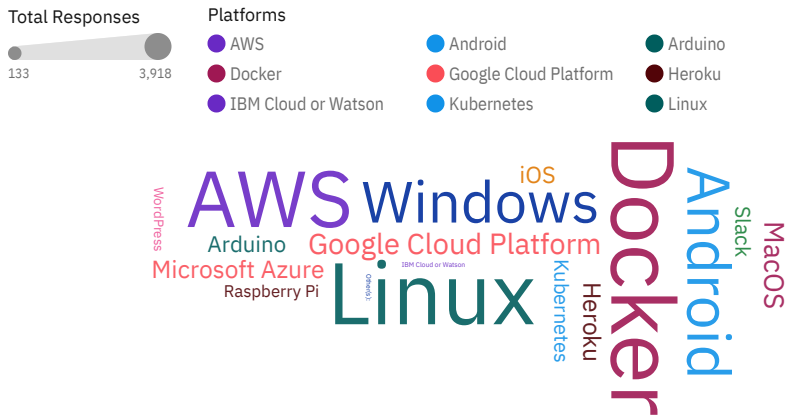 Total Responses
133
3,918
Platforms
AWS
Android
Arduino
Docker
Google Cloud Platform
Heroku
IBM Cloud or Watson
Kubernetes
Linux
WordPress
AWS
Windows
iOS
Docker
Android
Slack
MacOS
Arduino
Google Cloud Platform
Microsoft Azure
IBM Cloud or Watson
Raspberry Pi
Other(s):
Linux
Kubernetes
Heroku